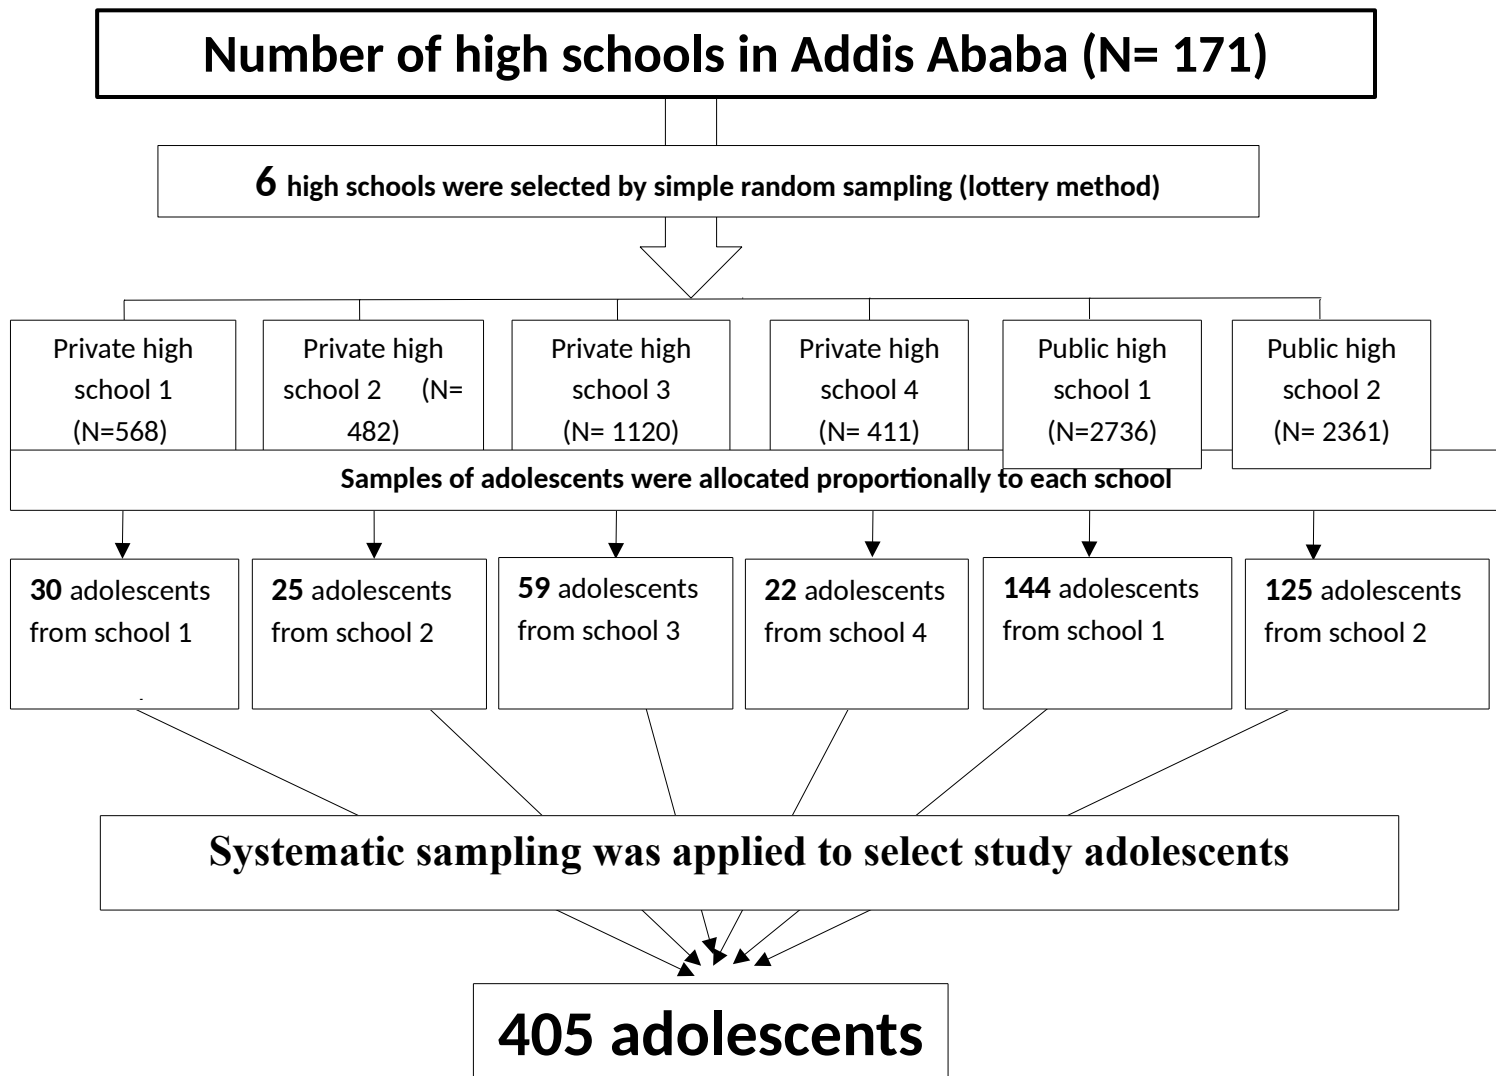 Number of high schools in Addis Ababa (N= 171)
6 high schools were selected by simple random sampling (lottery method)
Private high
school 1
(N=568)
Private high
school 2 (N=
482)
Private high
school 3
(N= 1120)
Private high
school 4
(N= 411)
Public high
school 1
(N=2736)
Public high
school 2
(N= 2361)
Samples of adolescents were allocated proportionally to each school
30 adolescents
from school 1
25 adolescents
from school 2
59 adolescents
from school 3
22 adolescents
from school 4
144 adolescents
from school 1
125 adolescents
from school 2
Systematic sampling was applied to select study adolescents
405 adolescents